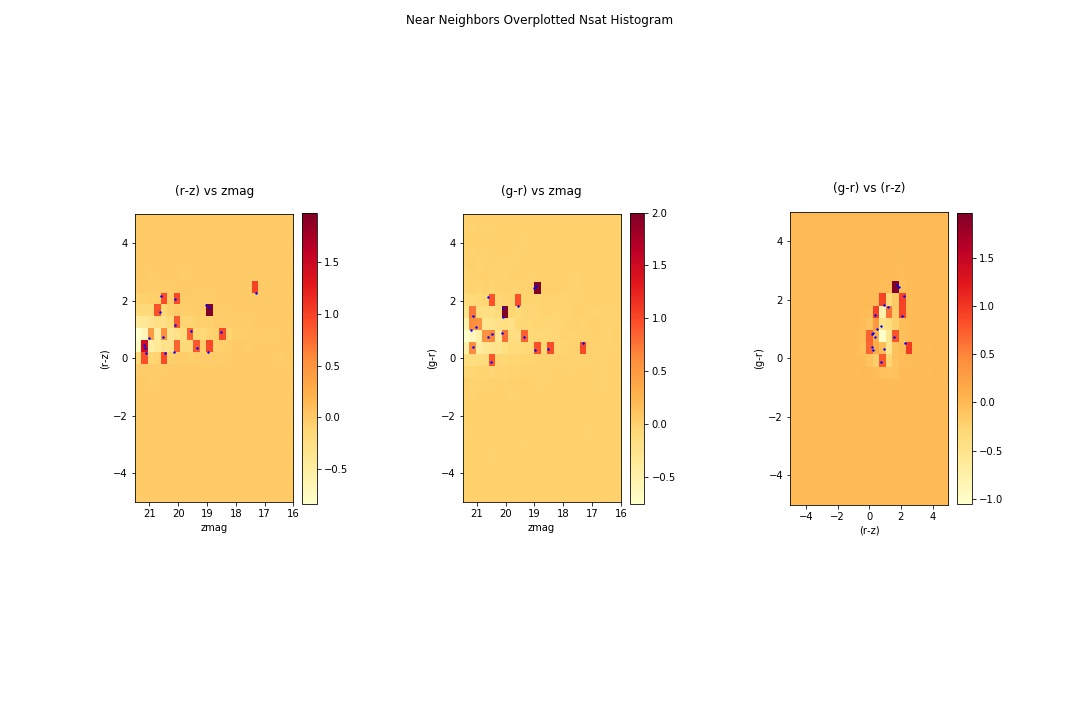 Near Neighbors Overplotted Nsat Histogram
(r-z) vs zmag
(r-z)
4
2
0
−2
−4
21 20 19 18 17 16
zmag
1.5
1.0
0.5
0.0
−0.5
(g-r) vs zmag
(g-r)
4
2
0
−2
−4
21 20 19 18 17 16
zmag
2.0
1.5
1.0
0.5
0.0
−0.5
(g-r) vs (r-z)
(g-r)
4
2
0
−2
−4
−4 −2 0 2 4
(r-z)
1.5
1.0
0.5
0.0
−0.5
−1.0